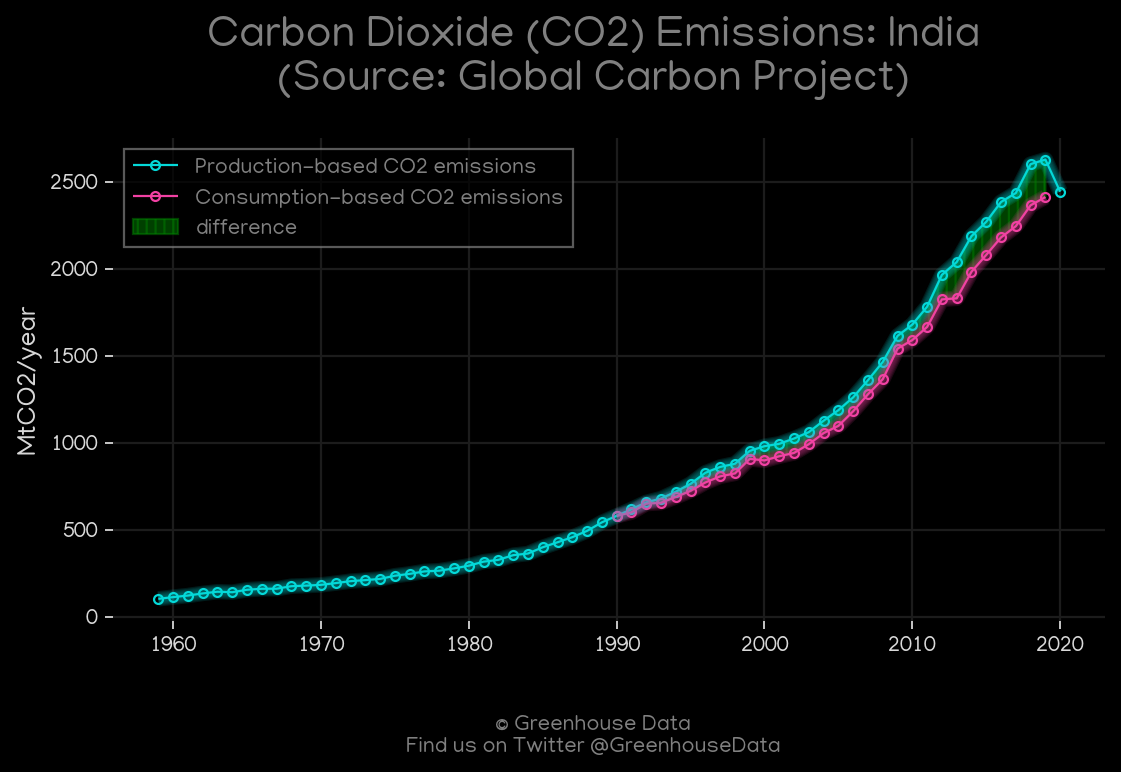 Carbon Dioxide (CO2) Emissions: India
(Source: Global Carbon Project)
Production-based CO2 emissions
Consumption-based CO2 emissions
difference
MtCO2/year
2500
2000
1500
1000
500
0
1960 1970 1980 1990 2000 2010 2020
© Greenhouse Data
Find us on Twitter @GreenhouseData